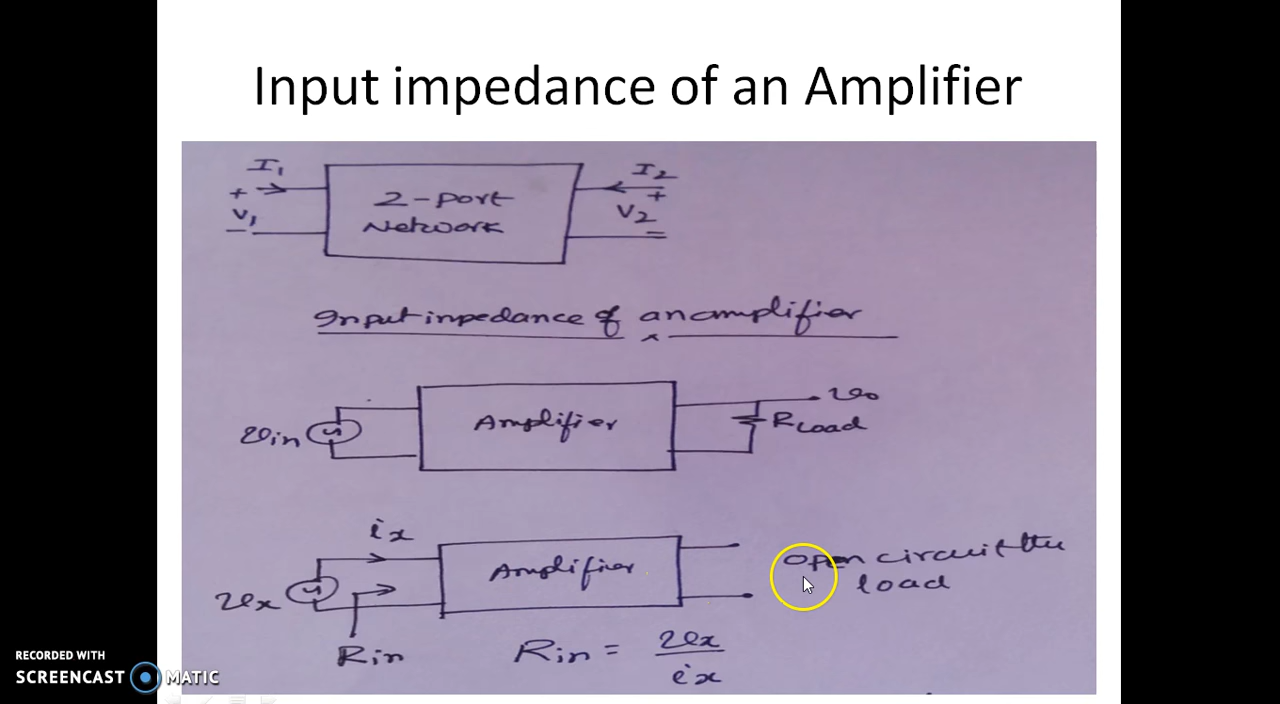 Input impedance of an Amplifier
I1
I2
+
+
2-port
V1
V2
Network
-
-
Input impedance of an amplifier
vo
Amplifier
vin
RLoad
ix
open circuit the
Amplifier
load
vx
Rin
Rin = vx/ix
RECORDED WITH
SCREENCAST MATIC